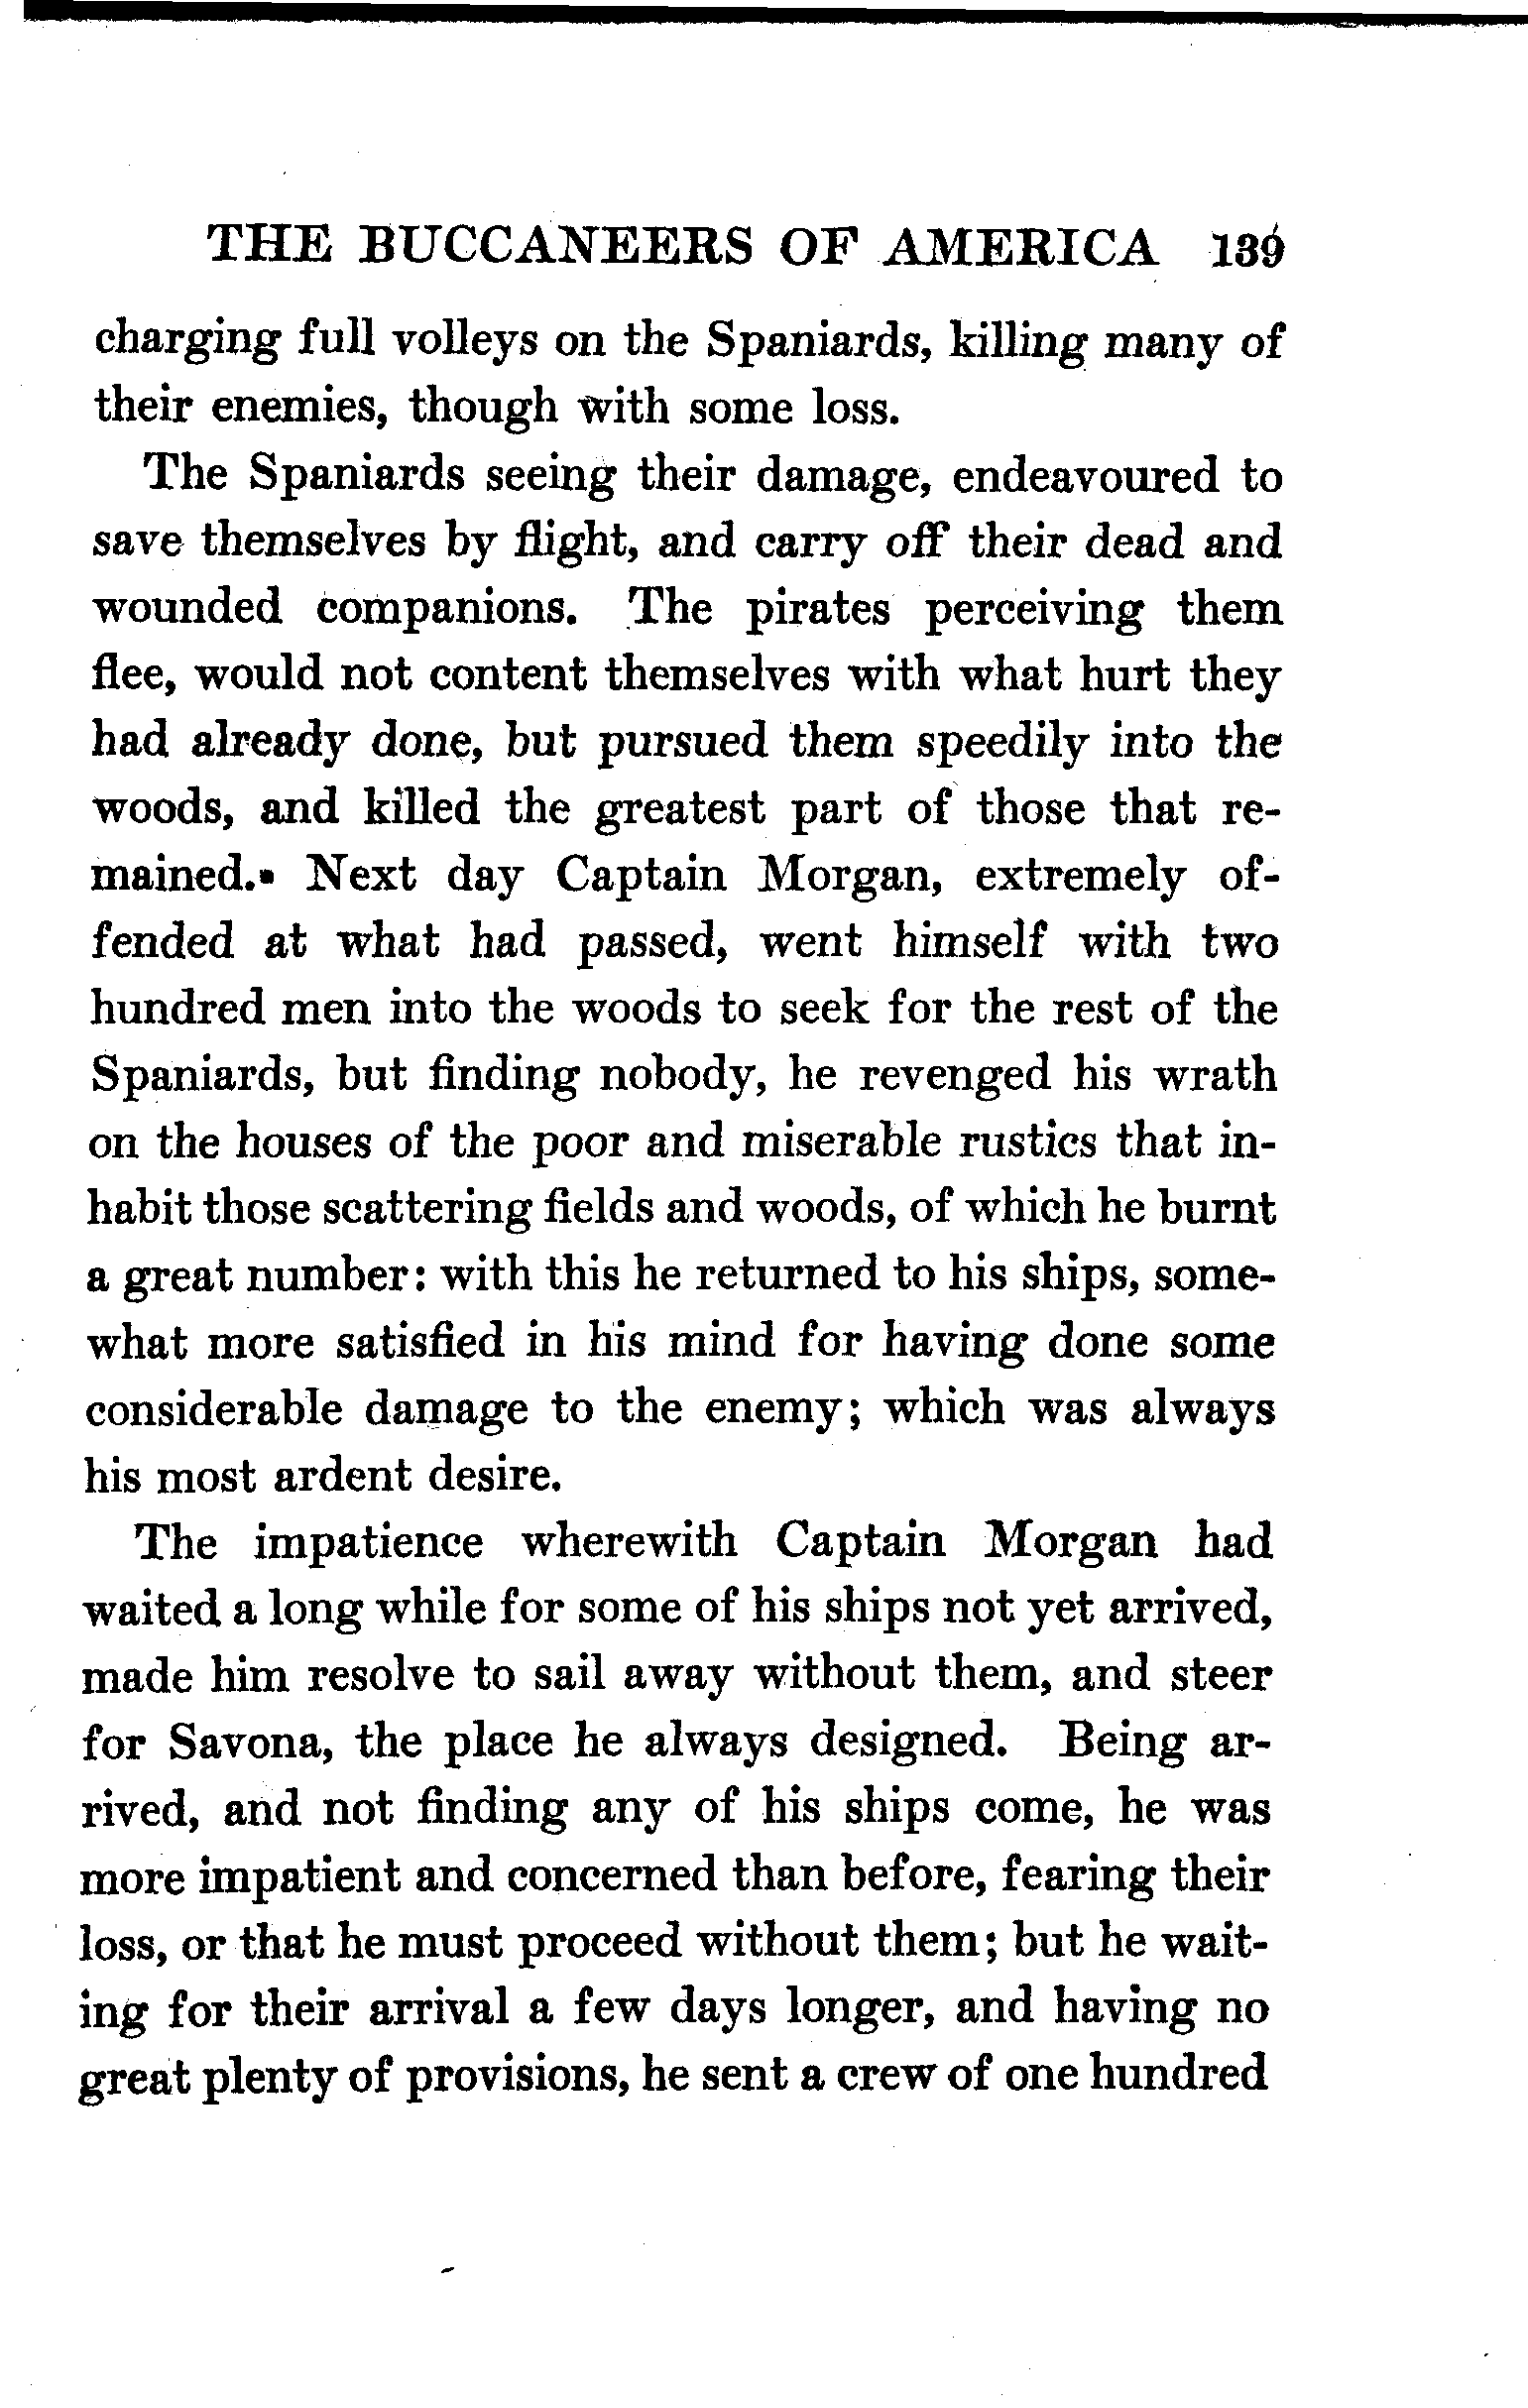 THE BUCCANEERS OF AMERICA 139
charging full volleys on the Spaniards, killing many of
their enemies, though with some loss.
The Spaniards seeing their damage, endeavoured to
save themselves by flight, and carry off their dead and
wounded companions. The pirates perceiving them
flee, would not content themselves with what hurt they
had already done, but pursued them speedily into the
woods, and killed the greatest part of those that re-
mained. Next day Captain Morgan, extremely of-
fended at what had passed, went himself with two
hundred men into the woods to seek for the rest of the
Spaniards, but finding nobody, he revenged his wrath
on the houses of the poor and miserable rustics that in-
habit those scattering fields and woods, of which he burnt
a great number: with this he returned to his ships, some-
what more satisfied in his mind for having done some
considerable damage to the enemy; which was always
his most ardent desire.
The impatience wherewith Captain Morgan had
waited a long while for some of his ships not yet arrived,
made him resolve to sail away without them, and steer
for Savona, the place he always designed. Being ar-
rived, and not finding any of his ships come, he was
more impatient and concerned than before, fearing their
loss, or that he must proceed without them; but he wait-
ing for their arrival a few days longer, and having no
great plenty of provisions, he sent a crew of one hundred